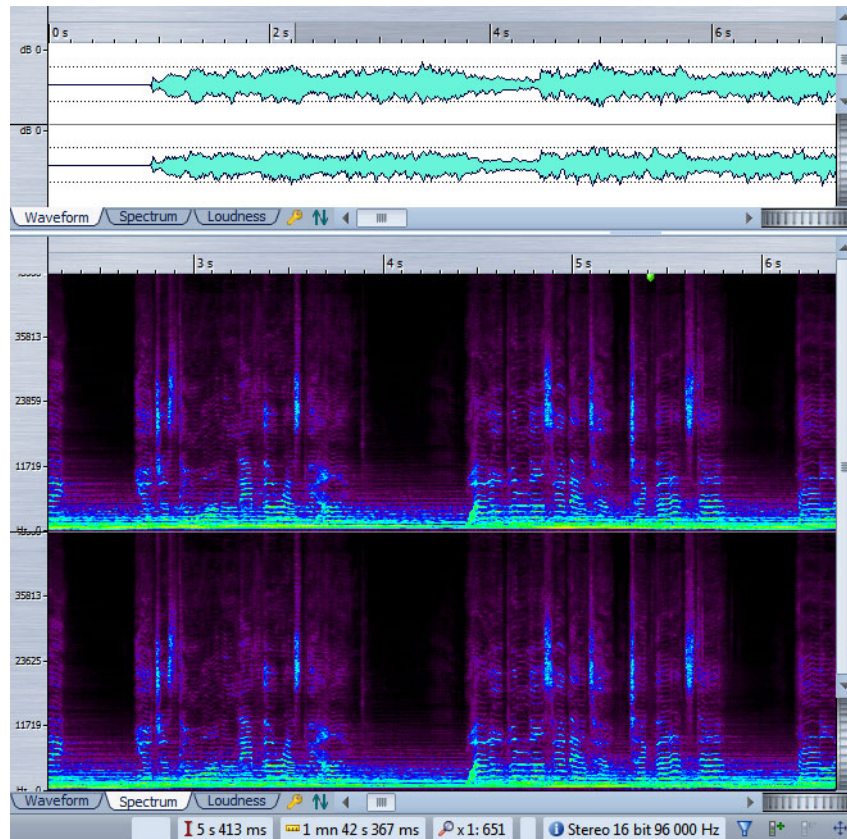 0 s 2 s 4 s 6 s
dB 0
dB 0
Waveform Spectrum Loudness
3 s 4 s 5 s 6 s
35813
23859
11719
Hz 0
35813
23625
11719
Waveform Spectrum Loudness
5 s 413 ms 1 mn 42 s 367 ms x 1: 651 Stereo 16 bit 96 000 Hz